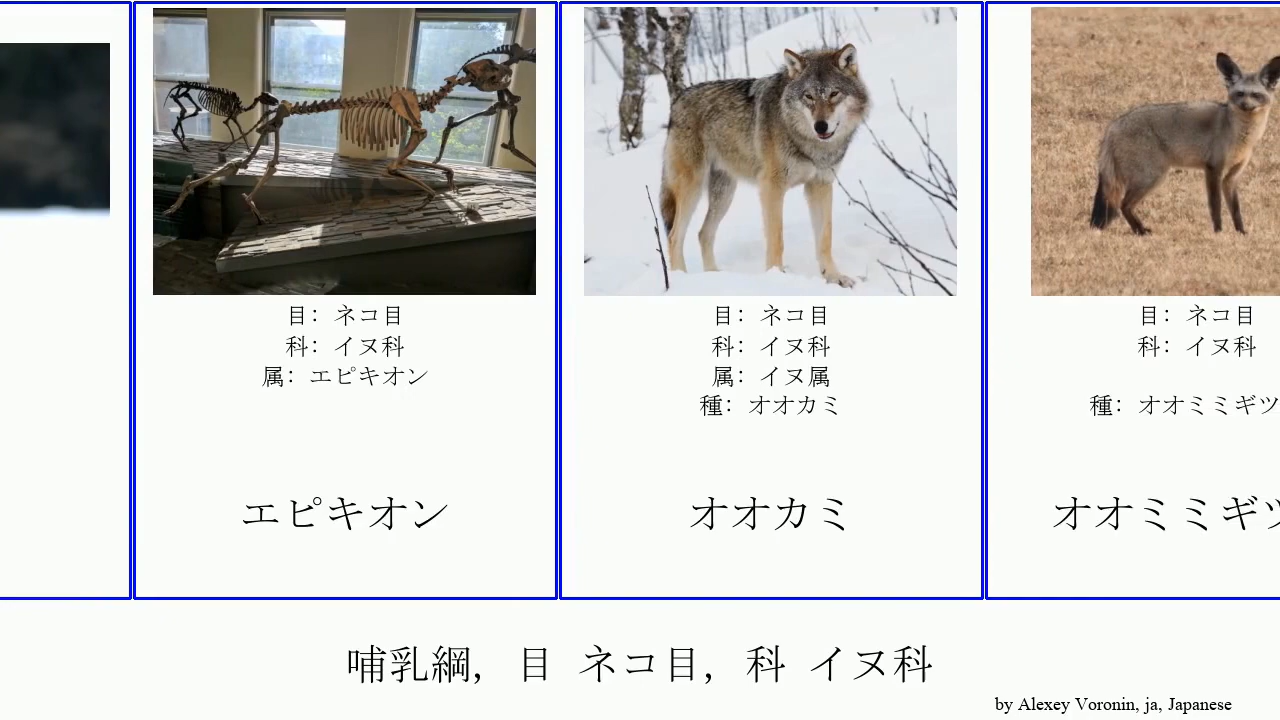 目: ネコ目
科: イヌ科
属: エピキオン
エピキオン
目: ネコ目
科: イヌ科
属: イヌ属
種: オオカミ
オオカミ
目: ネコ目
科: イヌ科
種: オオミミギツ
オオミミギツ
哺乳綱, 目 ネコ目, 科 イヌ科
by Alexey Voronin, ja, Japanese